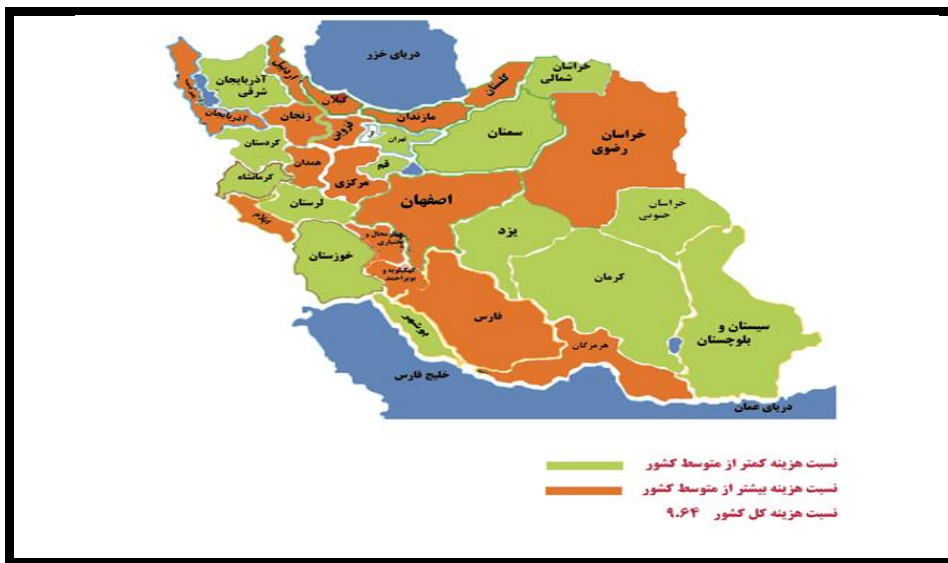 دریای خزر
خراسان
شمالی
گلستان
اردبیل
آذربایجان
شرقی
گیلان
مازندران
آذربایجان
زنجان
قزوین
سمنان
خراسان
رضوی
تهران
کردستان
همدان
قم
مرکزی
کرمانشاه
اصفهان
لرستان
ایلام
خراسان
جنوبی
یزد
بختیاری
خوزستان
کهگیلویه و
بویراحمد
کرمان
فارس
بوشهر
سیستان و
بلوچستان
هرمزگان
خلیج فارس
دریای عمان
نسبت هزینه کمتر از متوسط کشور
نسبت هزینه بیشتر از متوسط کشور
نسبت هزینه کل کشور ۹.۶۴